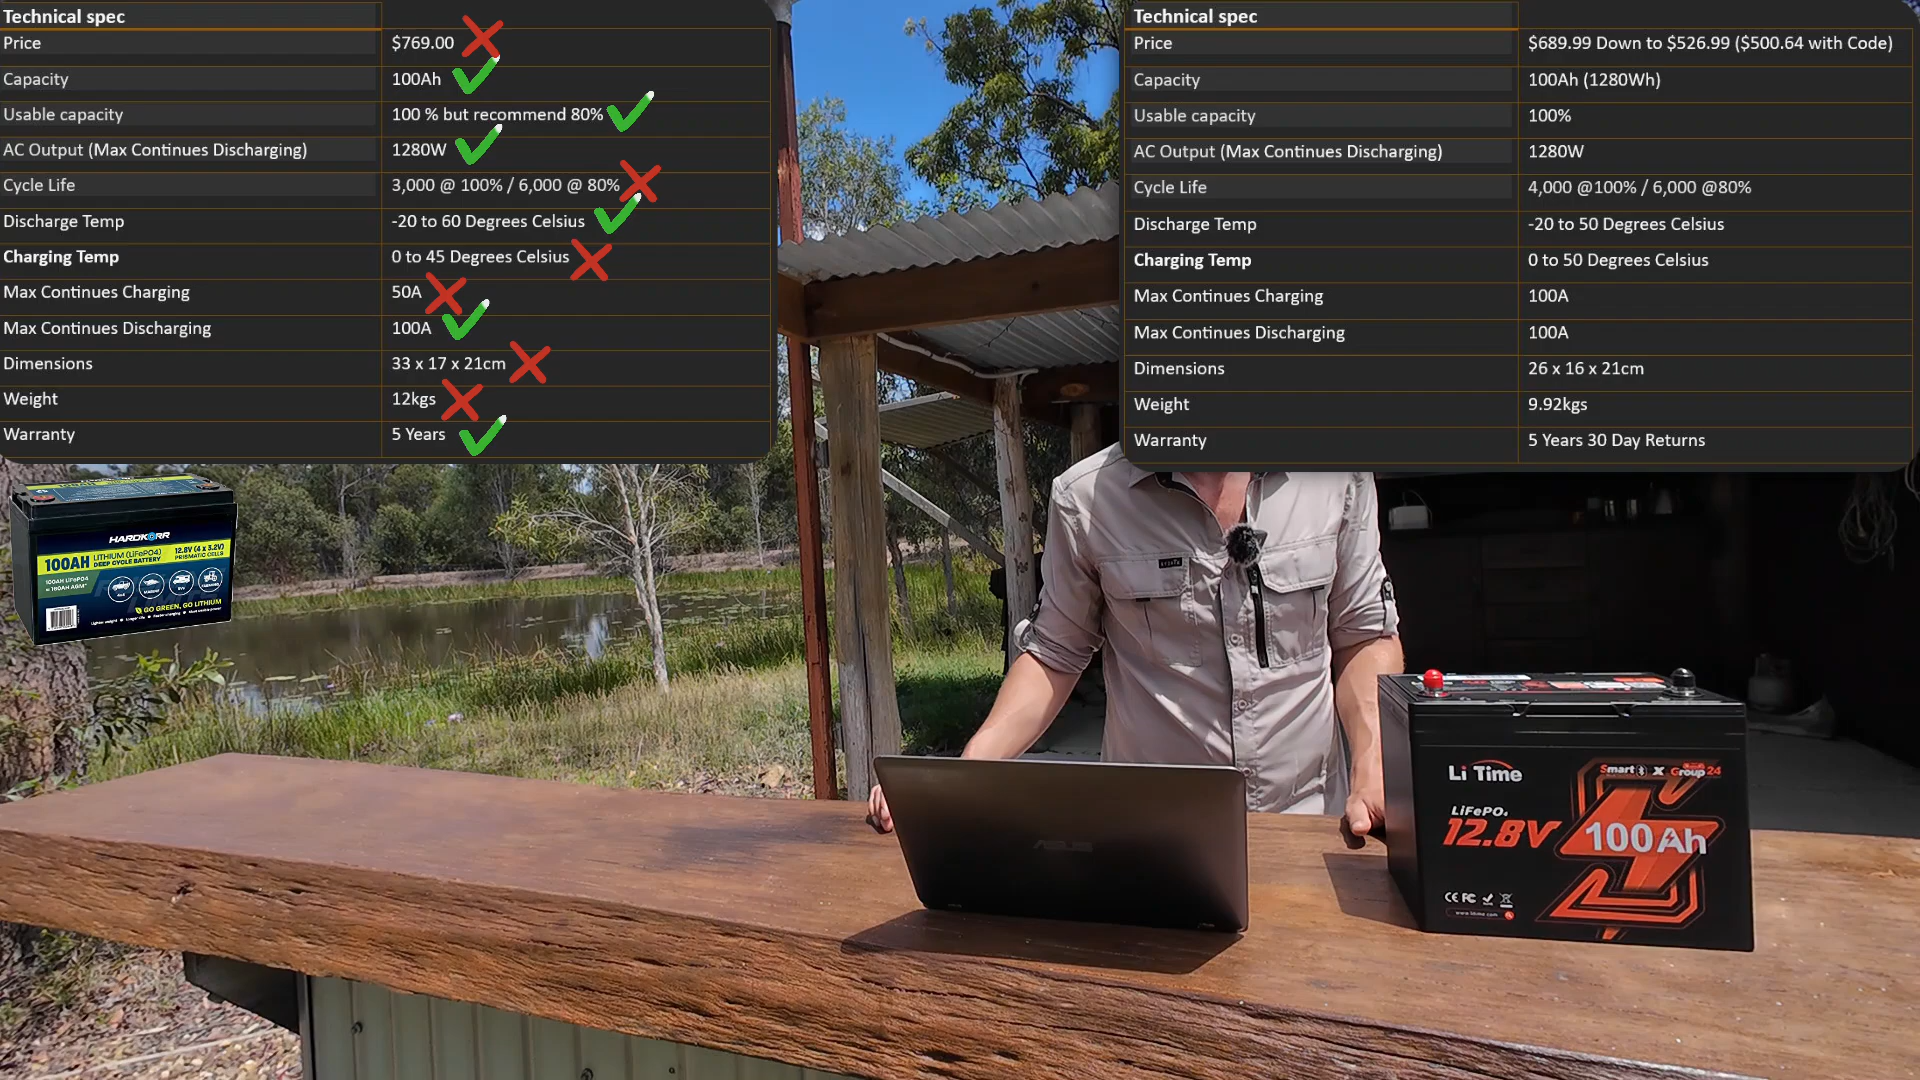 Technical spec
Price $769.00
Capacity 100Ah
Usable capacity 100 % but recommend 80%
AC Output (Max Continues Discharging) 1280W
Cycle Life 3,000 @ 100% / 6,000 @ 80%
Discharge Temp -20 to 60 Degrees Celsius
Charging Temp 0 to 45 Degrees Celsius
Max Continues Charging 50A
Max Continues Discharging 100A
Dimensions 33 x 17 x 21cm
Weight 12kgs
Warranty 5 Years
Technical spec
Price $689.99 Down to $526.99 ($500.64 with Code)
Capacity 100Ah (1280Wh)
Usable capacity 100%
AC Output (Max Continues Discharging) 1280W
Cycle Life 4,000 @100% / 6,000 @80%
Discharge Temp -20 to 50 Degrees Celsius
Charging Temp 0 to 50 Degrees Celsius
Max Continues Charging 100A
Max Continues Discharging 100A
Dimensions 26 x 16 x 21cm
Weight 9.92kgs
Warranty 5 Years 30 Day Returns
HARDKORR
100AH LITHIUM (LiFePO4) 12.8V (4 x 3.2V)
DEEP CYCLE BATTERY PRISMATIC CELLS
100AH LiFePO4
GO GREEN, GO LITHIUM
ASUS
Li Time
Smart X Group 24
LiFePO4
12.8V 100Ah
CE FC
www.litime.com